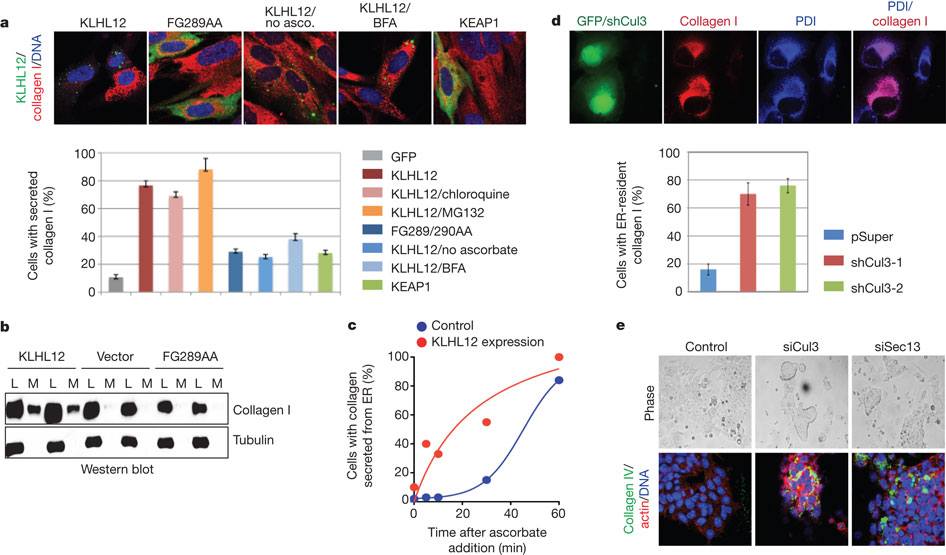 a
KLHL12
FG289AA
KLHL12/
no asco.
KLHL12/
BFA
KEAP1
KLHL12/
collagen I/DNA
Cells with secreted
collagen I (%)
100
80
60
40
20
0
GFP
KLHL12
KLHL12/chloroquine
KLHL12/MG132
FG289/290AA
KLHL12/no ascorbate
KLHL12/BFA
KEAP1
b
KLHL12 Vector FG289AA
L M L M L M L M L M L M
Collagen I
Tubulin
Western blot
c
Control
KLHL12 expression
Cells with collagen
secreted from ER (%)
100
80
60
40
20
0
0 20 40 60
Time after ascorbate
addition (min)
d
GFP/shCul3
Collagen I
PDI
PDI/
collagen I
Cells with ER-resident
collagen I (%)
100
80
60
40
20
0
pSuper
shCul3-1
shCul3-2
e
Control siCul3 siSec13
Phase
Collagen IV/
actin/DNA